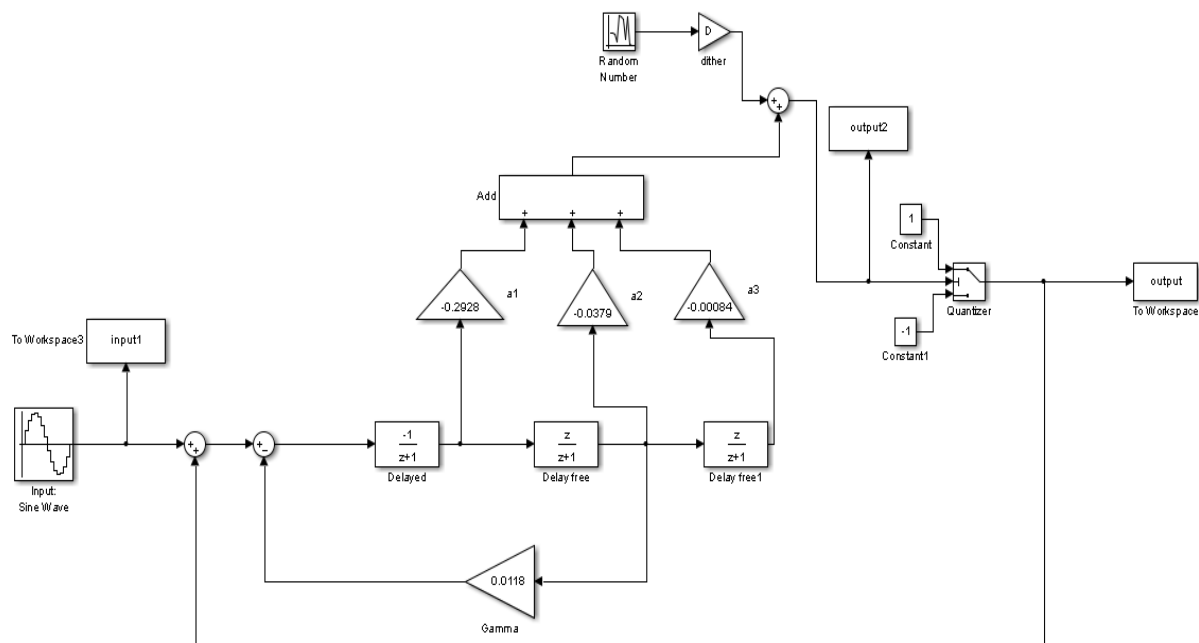 D
Random
Number
dither
+
+
output2
Add
+ + +
1
Constant
-0.2928
a1
-0.0379
a2
-0.00084
a3
-1
Constant1
Quantizer
output
To Workspace
To Workspace3
input1
Input:
Sine Wave
+
+
+
-
-1
z+1
Delayed
z
z+1
Delay free
z
z+1
Delay free1
0.0118
Gamma